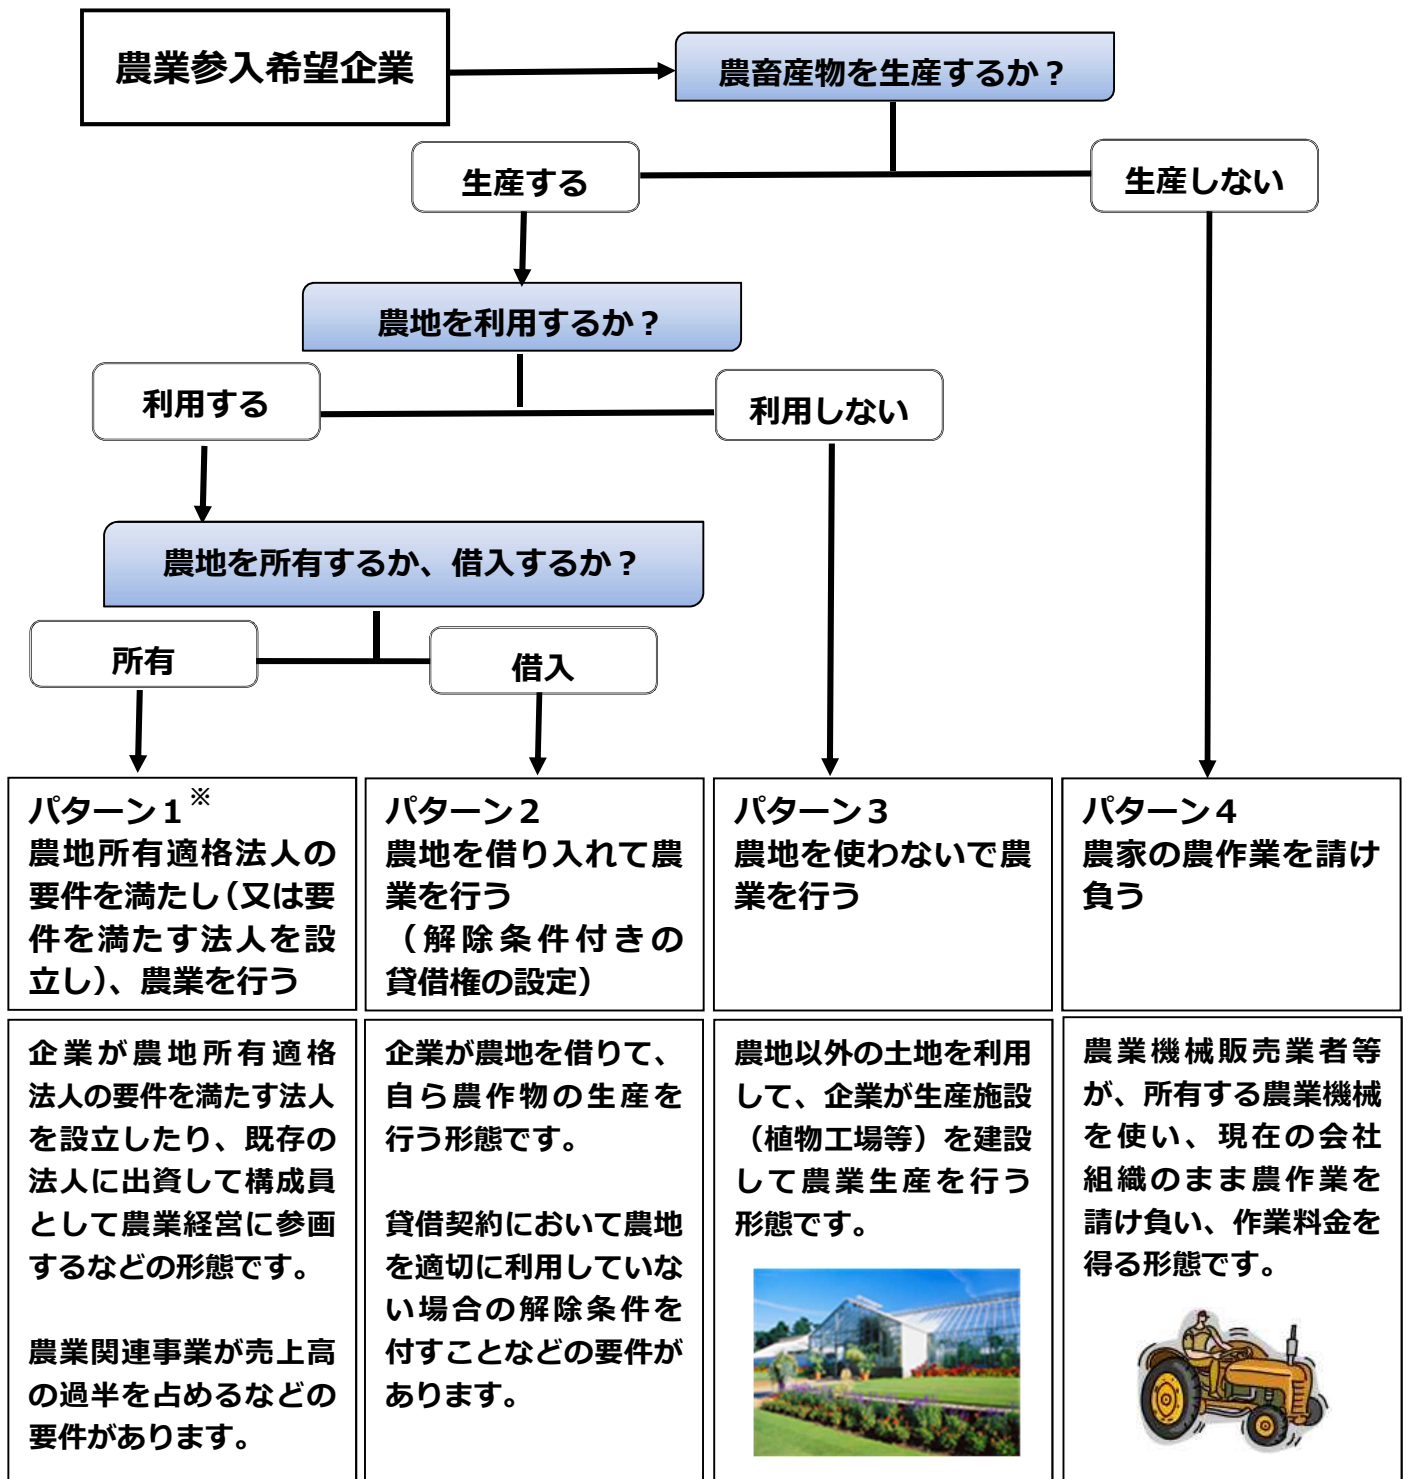 農業参入希望企業
農畜産物を生産するか？
生産する
生産しない
農地を利用するか？
利用する
利用しない
農地を所有するか、借入するか？
所有
借入
パターン１※
農地所有適格法人の
要件を満たし（又は要
件を満たす法人を設
立し）、農業を行う
パターン２
農地を借り入れて農
業を行う
（解除条件付きの
貸借権の設定）
パターン３
農地を使わないで農
業を行う
パターン４
農家の農作業を請け
負う
企業が農地所有適格
法人の要件を満たす法人
を設立したり、既存の
法人に出資して構成員
として農業経営に参画
するなどの形態です。
農業関連事業が売上高
の過半を占めるなどの
要件があります。
企業が農地を借りて、
自ら農作物の生産を
行う形態です。
貸借契約において農地
を適切に利用していな
い場合の解除条件を
付すことなどの要件が
あります。
農地以外の土地を利用
して、企業が生産施設
（植物工場等）を建設
して農業生産を行う
形態です。
農業機械販売業者等
が、所有する農業機械
を使い、現在の会社
組織のまま農作業を
請け負い、作業料金を
得る形態です。